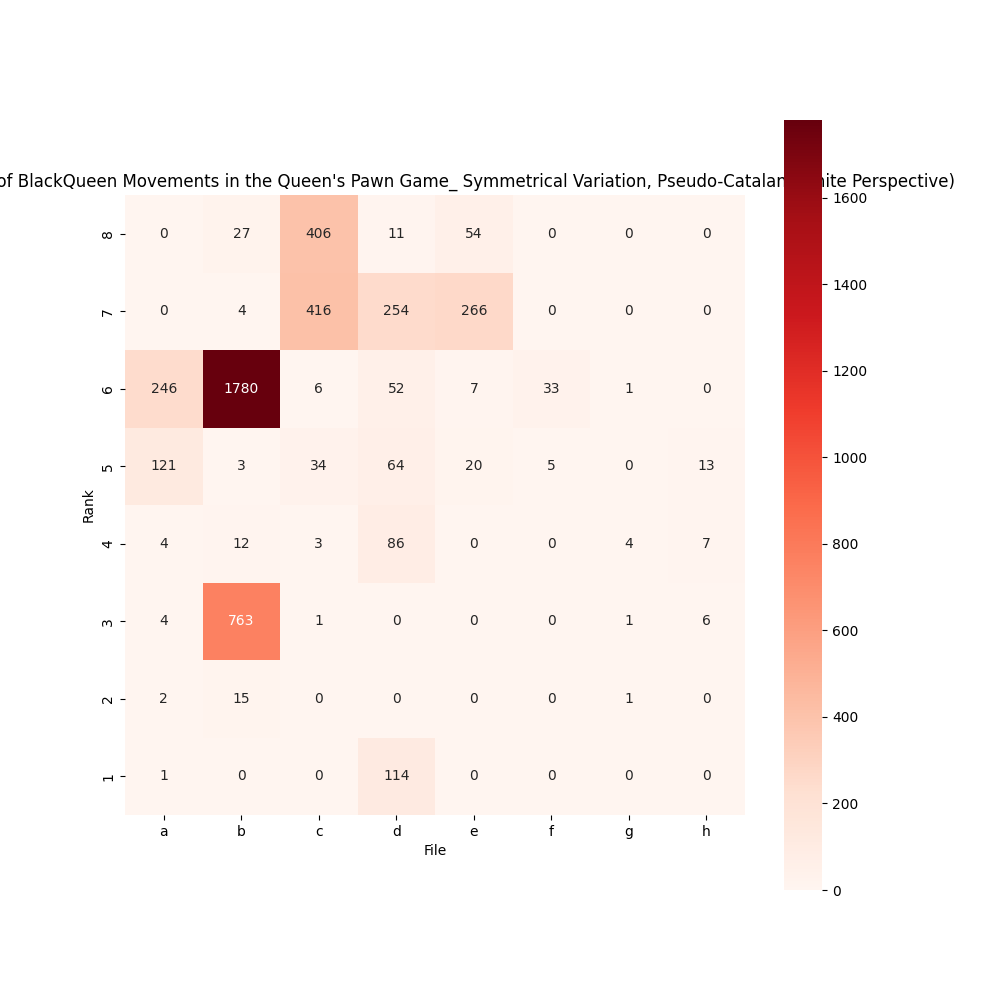 of BlackQueen Movements in the Queen's Pawn Game_ Symmetrical Variation, Pseudo-Catalan Perspective)
8 0 27 406 11 54 0 0 0
7 0 4 416 254 266 0 0 0
6 246 1780 6 52 7 33 1 0
5 121 3 34 64 20 5 0 13
4 4 12 3 86 0 0 4 7
3 4 763 1 0 0 0 1 6
2 2 15 0 0 0 0 1 0
1 1 0 0 114 0 0 0 0
a b c d e f g h
File
Rank
1600
1400
1200
1000
800
600
400
200
0